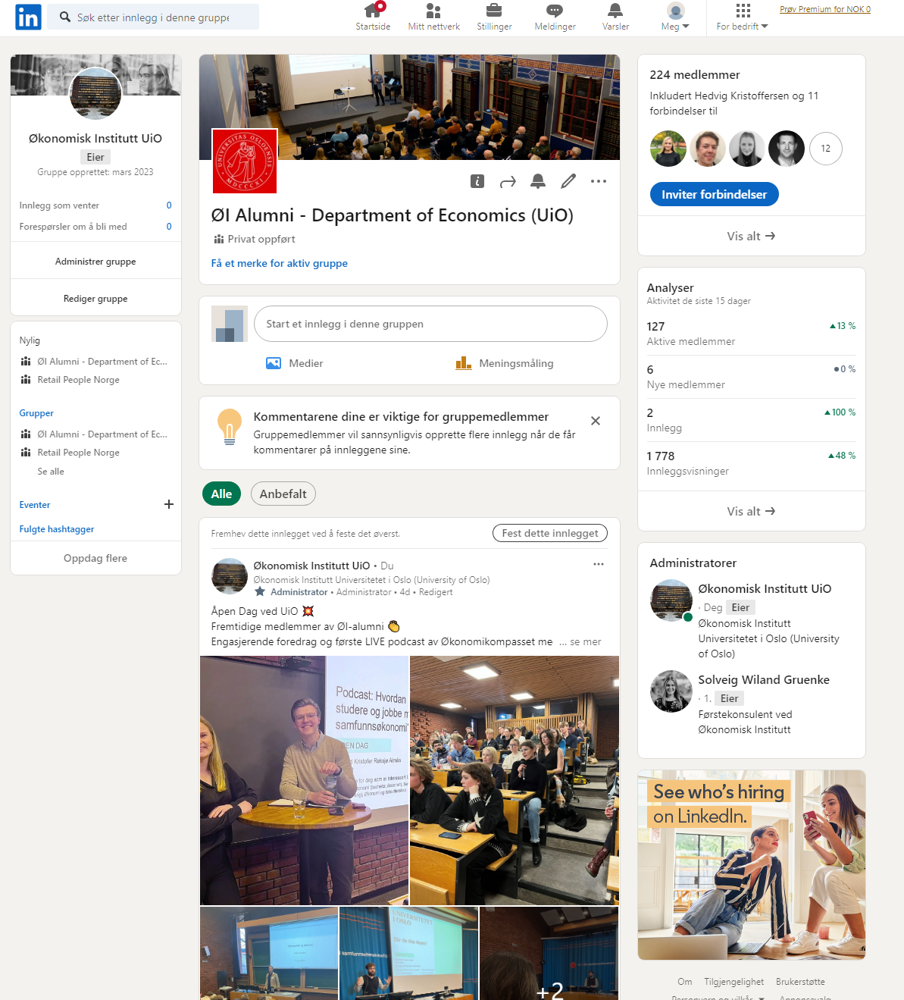 in
Søk etter innlegg i denne gruppe
Startside
Mitt nettverk
Stillinger
Meldinger
Varsler
Meg
For bedrift
Prøv Premium for NOK 0
Økonomisk Institutt UiO
Eier
Gruppe opprettet: mars 2023
Innlegg som venter 0
Forespørsler om å bli med 0
Administrer gruppe
Rediger gruppe
Nylig
ØI Alumni - Department of Ec...
Retail People Norge
Grupper
ØI Alumni - Department of Ec...
Retail People Norge
Se alle
Eventer
Fulgte hashtagger
Oppdag flere
UNIVERSITAS OSLOENSIS
MDCCCXI
ØI Alumni - Department of Economics (UiO)
Privat oppført
Få et merke for aktiv gruppe
Start et innlegg i denne gruppen
Medier
Meningsmåling
Kommentarene dine er viktige for gruppemedlemmer
Gruppemedlemmer vil sannsynligvis opprette flere innlegg når de får
kommentarer på innleggene sine.
Alle
Anbefalt
Fremhev dette innlegget ved å feste det øverst.
Fest dette innlegget
Økonomisk Institutt UiO • Du
Økonomisk Institutt Universitetet i Oslo (University of Oslo)
Administrator • Administrator • 4d • Redigert
Åpen Dag ved UiO 💥
Fremtidige medlemmer av ØI-alumni 👏
Engasjerende foredrag og første LIVE podcast av Økonomikompasset me ... se mer
Podcast: Hvordan
studere og jobbe m
samfunnsøkonomi
EN DAG
d Kristofer Røksjø Almås
UNIVERSITETET
I OSLO
+2
224 medlemmer
Inkludert Hedvig Kristoffersen og 11
forbindelser til
12
Inviter forbindelser
Vis alt →
Analyser
Aktivitet de siste 15 dager
127 ▲13 %
Aktive medlemmer
6 •0 %
Nye medlemmer
2 ▲100 %
Innlegg
1 778 ▲48 %
Innleggsvisninger
Vis alt →
Administratorer
Økonomisk Institutt UiO
· Deg Eier
Økonomisk Institutt
Universitetet i Oslo (University
of Oslo)
Solveig Wiland Gruenke
· 1. Eier
Førstekonsulent ved
Økonomisk Institutt
See who's hiring
on LinkedIn.
Om
Tilgjengelighet
Brukerstøtte
Personvern og vilkår
Annonsevalg